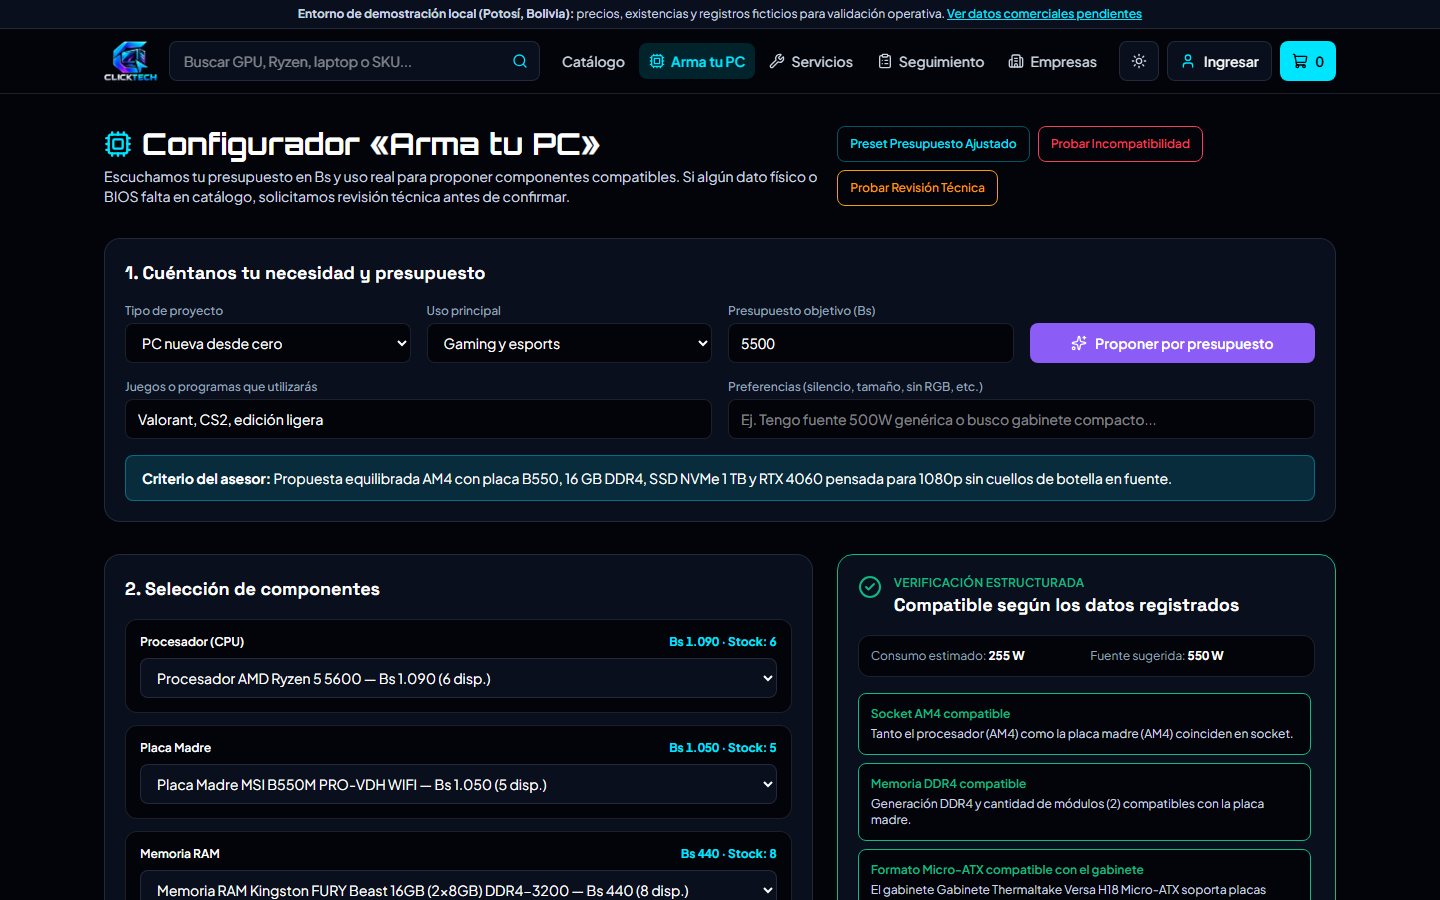 Entorno de demostración local (Potosí, Bolivia): precios, existencias y registros ficticios para validación operativa. Ver datos comerciales pendientes
CLICKTECH
Buscar GPU, Ryzen, laptop o SKU...
Catálogo
Arma tu PC
Servicios
Seguimiento
Empresas
Ingresar
0
Configurador «Arma tu PC»
Escuchamos tu presupuesto en Bs y uso real para proponer componentes compatibles. Si algún dato físico o
BIOS falta en catálogo, solicitamos revisión técnica antes de confirmar.
Preset Presupuesto Ajustado
Probar Incompatibilidad
Probar Revisión Técnica
1. Cuéntanos tu necesidad y presupuesto
Tipo de proyecto
Uso principal
Presupuesto objetivo (Bs)
PC nueva desde cero
Gaming y esports
5500
Proponer por presupuesto
Juegos o programas que utilizarás
Preferencias (silencio, tamaño, sin RGB, etc.)
Valorant, CS2, edición ligera
Ej. Tengo fuente 500W genérica o busco gabinete compacto...
Criterio del asesor: Propuesta equilibrada AM4 con placa B550, 16 GB DDR4, SSD NVMe 1 TB y RTX 4060 pensada para 1080p sin cuellos de botella en fuente.
2. Selección de componentes
Procesador (CPU)
Bs 1.090 · Stock: 6
Procesador AMD Ryzen 5 5600 — Bs 1.090 (6 disp.)
Placa Madre
Bs 1.050 · Stock: 5
Placa Madre MSI B550M PRO-VDH WIFI — Bs 1.050 (5 disp.)
Memoria RAM
Bs 440 · Stock: 8
Memoria RAM Kingston FURY Beast 16GB (2x8GB) DDR4-3200 — Bs 440 (8 disp.)
VERIFICACIÓN ESTRUCTURADA
Compatible según los datos registrados
Consumo estimado: 255 W
Fuente sugerida: 550 W
Socket AM4 compatible
Tanto el procesador (AM4) como la placa madre (AM4) coinciden en socket.
Memoria DDR4 compatible
Generación DDR4 y cantidad de módulos (2) compatibles con la placa
madre.
Formato Micro-ATX compatible con el gabinete
El gabinete Gabinete Thermaltake Versa H18 Micro-ATX soporta placas